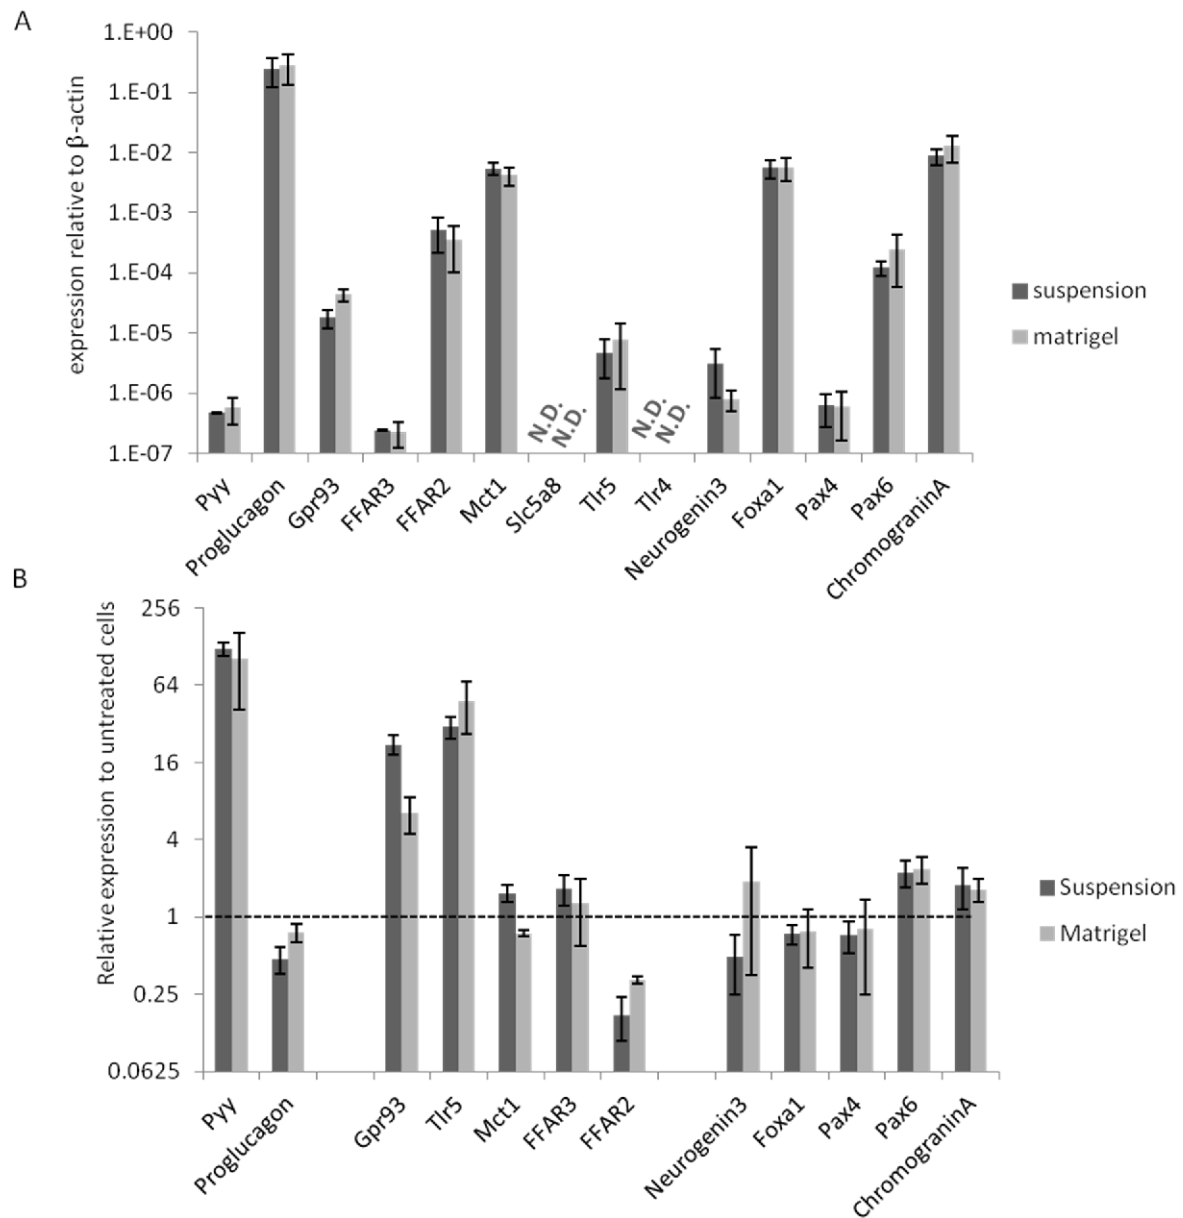 A
1.E+00
1.E-01
1.E-02
1.E-03
1.E-04
1.E-05
1.E-06
1.E-07
expression relative to β-actin
N.D.
N.D.
N.D.
N.D.
suspension
matrigel
Pyy
Proglucagon
Gpr93
FFAR3
FFAR2
Mct1
Slc5a8
Tlr5
Tlr4
Neurogenin3
Foxa1
Pax4
Pax6
ChromograninA
B
256
64
16
4
1
0.25
0.0625
Relative expression to untreated cells
Suspension
Matrigel
Pyy
Proglucagon
Gpr93
Tlr5
Mct1
FFAR3
FFAR2
Neurogenin3
Foxa1
Pax4
Pax6
ChromograninA